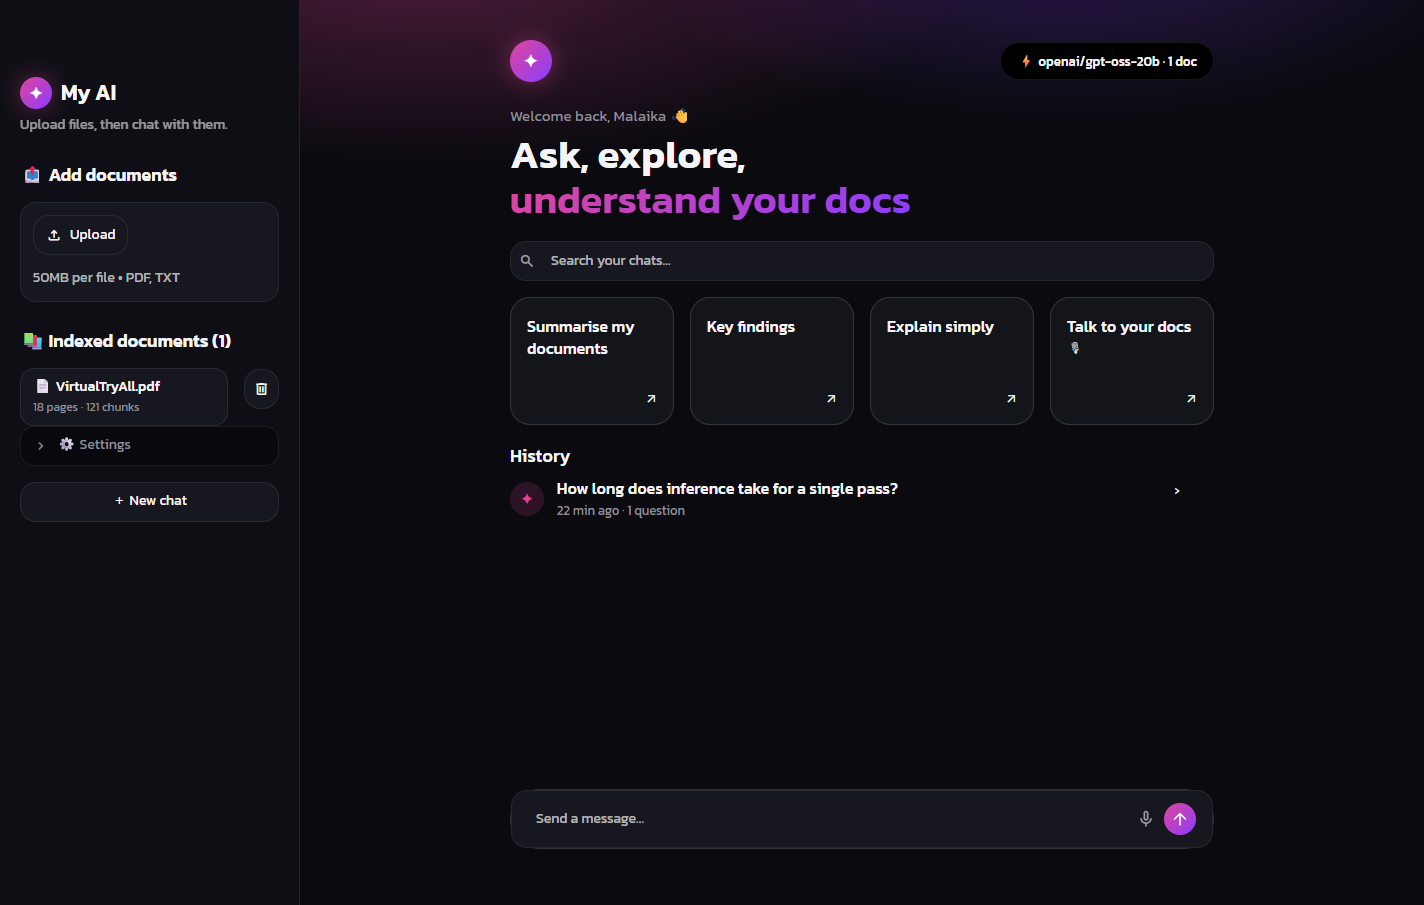 My AI
Upload files, then chat with them.
📤 Add documents
Upload
50MB per file • PDF, TXT
📚 Indexed documents (1)
📄 VirtualTryAll.pdf
18 pages · 121 chunks
⚙️ Settings
+ New chat
⚡ openai/gpt-oss-20b · 1 doc
Welcome back, Malaika 👋
Ask, explore,
understand your docs
Search your chats...
Summarise my
documents
Key findings
Explain simply
Talk to your docs
🎙️
History
How long does inference take for a single pass?
22 min ago · 1 question
Send a message...